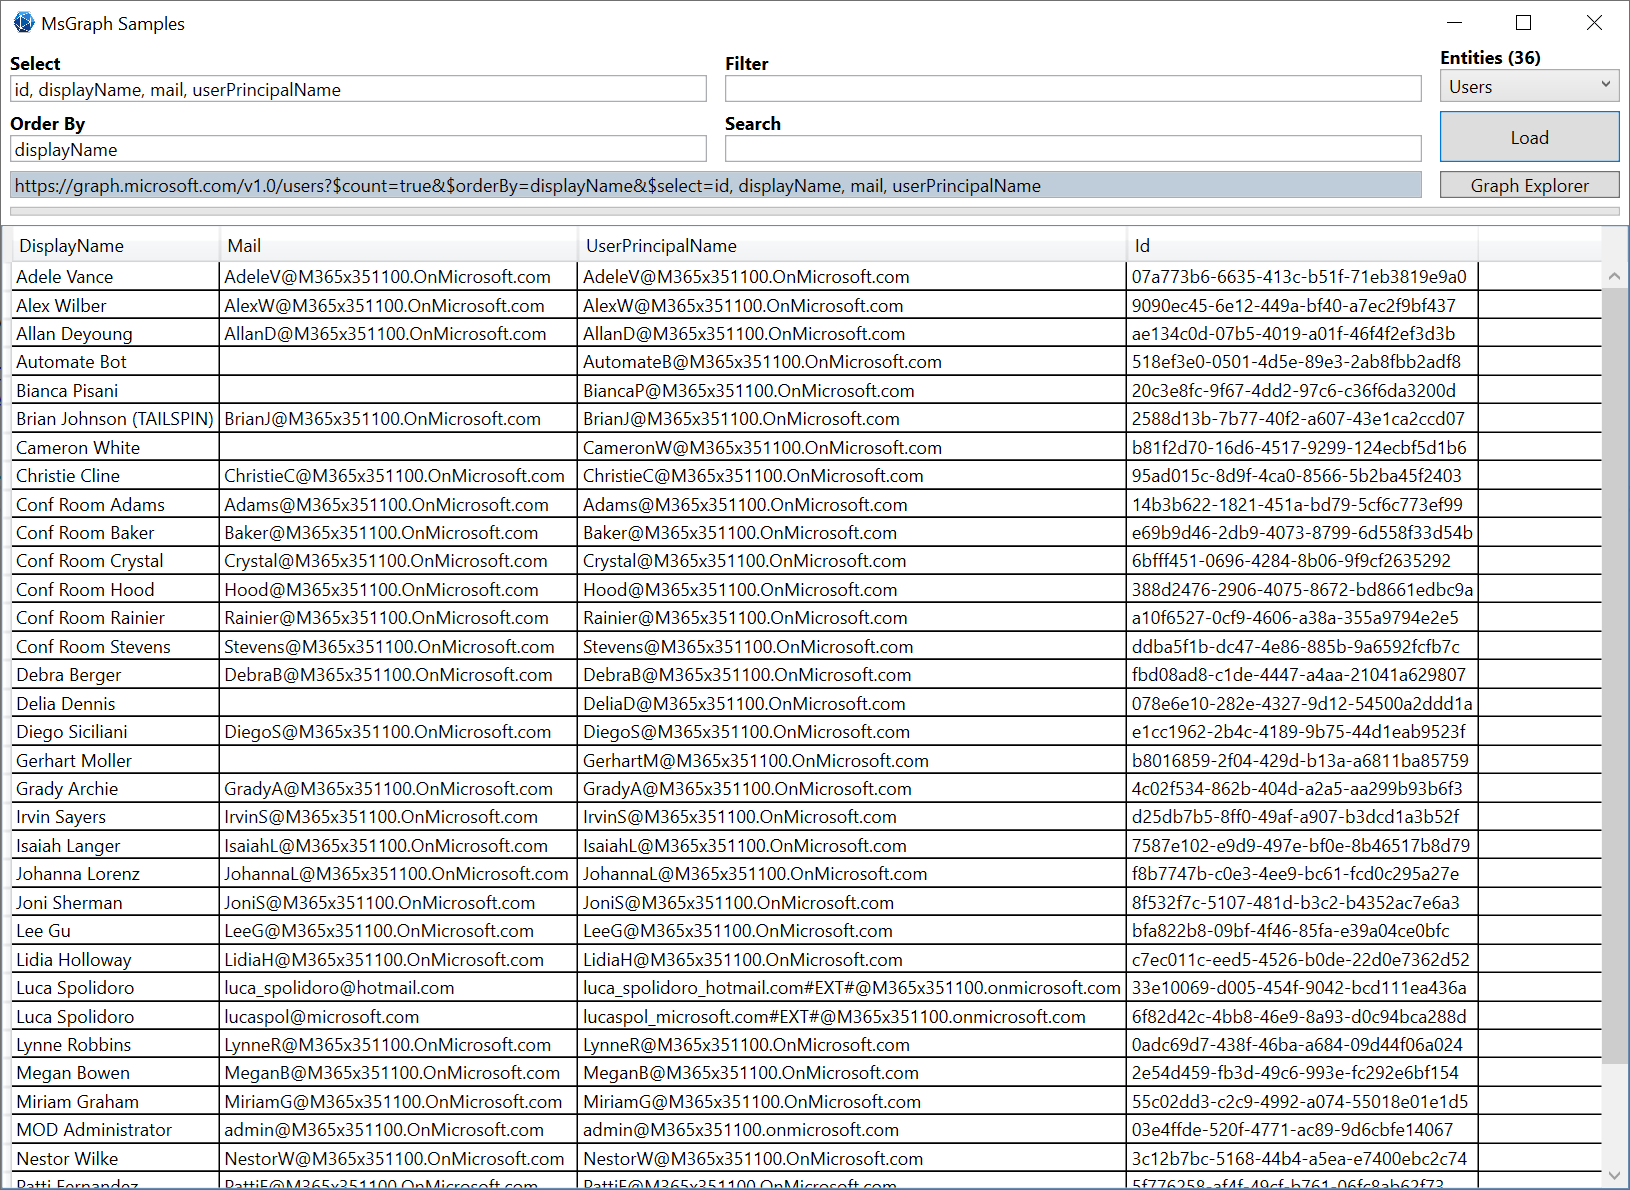 MsGraph Samples
Select
Filter
Entities (36)
id, displayName, mail, userPrincipalName
Users
Order By
Search
displayName
Load
https://graph.microsoft.com/v1.0/users?$count=true&$orderBy=displayName&$select=id, displayName, mail, userPrincipalName
Graph Explorer
DisplayName Mail UserPrincipalName Id
Adele Vance AdeleV@M365x351100.OnMicrosoft.com AdeleV@M365x351100.OnMicrosoft.com 07a773b6-6635-413c-b51f-71eb3819e9a0
Alex Wilber AlexW@M365x351100.OnMicrosoft.com AlexW@M365x351100.OnMicrosoft.com 9090ec45-6e12-449a-bf40-a7ec2f9bf437
Allan Deyoung AllanD@M365x351100.OnMicrosoft.com AllanD@M365x351100.OnMicrosoft.com ae134c0d-07b5-4019-a01f-46f4f2ef3d3b
Automate Bot AutomateB@M365x351100.OnMicrosoft.com 518ef3e0-0501-4d5e-89e3-2ab8fbb2adf8
Bianca Pisani BiancaP@M365x351100.OnMicrosoft.com 20c3e8fc-9f67-4dd2-97c6-c36f6da3200d
Brian Johnson (TAILSPIN) BrianJ@M365x351100.OnMicrosoft.com BrianJ@M365x351100.OnMicrosoft.com 2588d13b-7b77-40f2-a607-43e1ca2ccd07
Cameron White CameronW@M365x351100.OnMicrosoft.com b81f2d70-16d6-4517-9299-124ecbf5d1b6
Christie Cline ChristieC@M365x351100.OnMicrosoft.com ChristieC@M365x351100.OnMicrosoft.com 95ad015c-8d9f-4ca0-8566-5b2ba45f2403
Conf Room Adams Adams@M365x351100.OnMicrosoft.com Adams@M365x351100.OnMicrosoft.com 14b3b622-1821-451a-bd79-5cf6c773ef99
Conf Room Baker Baker@M365x351100.OnMicrosoft.com Baker@M365x351100.OnMicrosoft.com e69b9d46-2db9-4073-8799-6d558f33d54b
Conf Room Crystal Crystal@M365x351100.OnMicrosoft.com Crystal@M365x351100.OnMicrosoft.com 6bfff451-0696-4284-8b06-9f9cf2635292
Conf Room Hood Hood@M365x351100.OnMicrosoft.com Hood@M365x351100.OnMicrosoft.com 388d2476-2906-4075-8672-bd8661edbc9a
Conf Room Rainier Rainier@M365x351100.OnMicrosoft.com Rainier@M365x351100.OnMicrosoft.com a10f6527-0cf9-4606-a38a-355a9794e2e5
Conf Room Stevens Stevens@M365x351100.OnMicrosoft.com Stevens@M365x351100.OnMicrosoft.com ddba5f1b-dc47-4e86-885b-9a6592fcfb7c
Debra Berger DebraB@M365x351100.OnMicrosoft.com DebraB@M365x351100.OnMicrosoft.com fbd08ad8-c1de-4447-a4aa-21041a629807
Delia Dennis DeliaD@M365x351100.OnMicrosoft.com 078e6e10-282e-4327-9d12-54500a2ddd1a
Diego Siciliani DiegoS@M365x351100.OnMicrosoft.com DiegoS@M365x351100.OnMicrosoft.com e1cc1962-2b4c-4189-9b75-44d1eab9523f
Gerhart Moller GerhartM@M365x351100.OnMicrosoft.com b8016859-2f04-429d-b13a-a6811ba85759
Grady Archie GradyA@M365x351100.OnMicrosoft.com GradyA@M365x351100.OnMicrosoft.com 4c02f534-862b-404d-a2a5-aa299b93b6f3
Irvin Sayers IrvinS@M365x351100.OnMicrosoft.com IrvinS@M365x351100.OnMicrosoft.com d25db7b5-8ff0-49af-a907-b3dcd1a3b52f
Isaiah Langer IsaiahL@M365x351100.OnMicrosoft.com IsaiahL@M365x351100.OnMicrosoft.com 7587e102-e9d9-497e-bf0e-8b46517b8d79
Johanna Lorenz JohannaL@M365x351100.OnMicrosoft.com JohannaL@M365x351100.OnMicrosoft.com f8b7747b-c0e3-4ee9-bc61-fcd0c295a27e
Joni Sherman JoniS@M365x351100.OnMicrosoft.com JoniS@M365x351100.OnMicrosoft.com 8f532f7c-5107-481d-b3c2-b4352ac7e6a3
Lee Gu LeeG@M365x351100.OnMicrosoft.com LeeG@M365x351100.OnMicrosoft.com bfa822b8-09bf-4f46-85fa-e39a04ce0bfc
Lidia Holloway LidiaH@M365x351100.OnMicrosoft.com LidiaH@M365x351100.OnMicrosoft.com c7ec011c-eed5-4526-b0de-22d0e7362d52
Luca Spolidoro luca_spolidoro@hotmail.com luca_spolidoro_hotmail.com#EXT#@M365x351100.onmicrosoft.com 33e10069-d005-454f-9042-bcd111ea436a
Luca Spolidoro lucaspol@microsoft.com lucaspol_microsoft.com#EXT#@M365x351100.onmicrosoft.com 6f82d42c-4bb8-46e9-8a93-d0c94bca288d
Lynne Robbins LynneR@M365x351100.OnMicrosoft.com LynneR@M365x351100.OnMicrosoft.com 0adc69d7-438f-46ba-a684-09d44f06a024
Megan Bowen MeganB@M365x351100.OnMicrosoft.com MeganB@M365x351100.OnMicrosoft.com 2e54d459-fb3d-49c6-993e-fc292e6bf154
Miriam Graham MiriamG@M365x351100.OnMicrosoft.com MiriamG@M365x351100.OnMicrosoft.com 55c02dd3-c2c9-4992-a074-55018e01e1d5
MOD Administrator admin@M365x351100.OnMicrosoft.com admin@M365x351100.onmicrosoft.com 03e4ffde-520f-4771-ac89-9d6cbfe14067
Nestor Wilke NestorW@M365x351100.OnMicrosoft.com NestorW@M365x351100.OnMicrosoft.com 3c12b7bc-5168-44b4-a5ea-e7400ebc2c74
Patti Fernandez PattiF@M365x351100.OnMicrosoft.com PattiF@M365x351100.OnMicrosoft.com 5f776258-af4f-49cf-b761-06fc8ab62f73